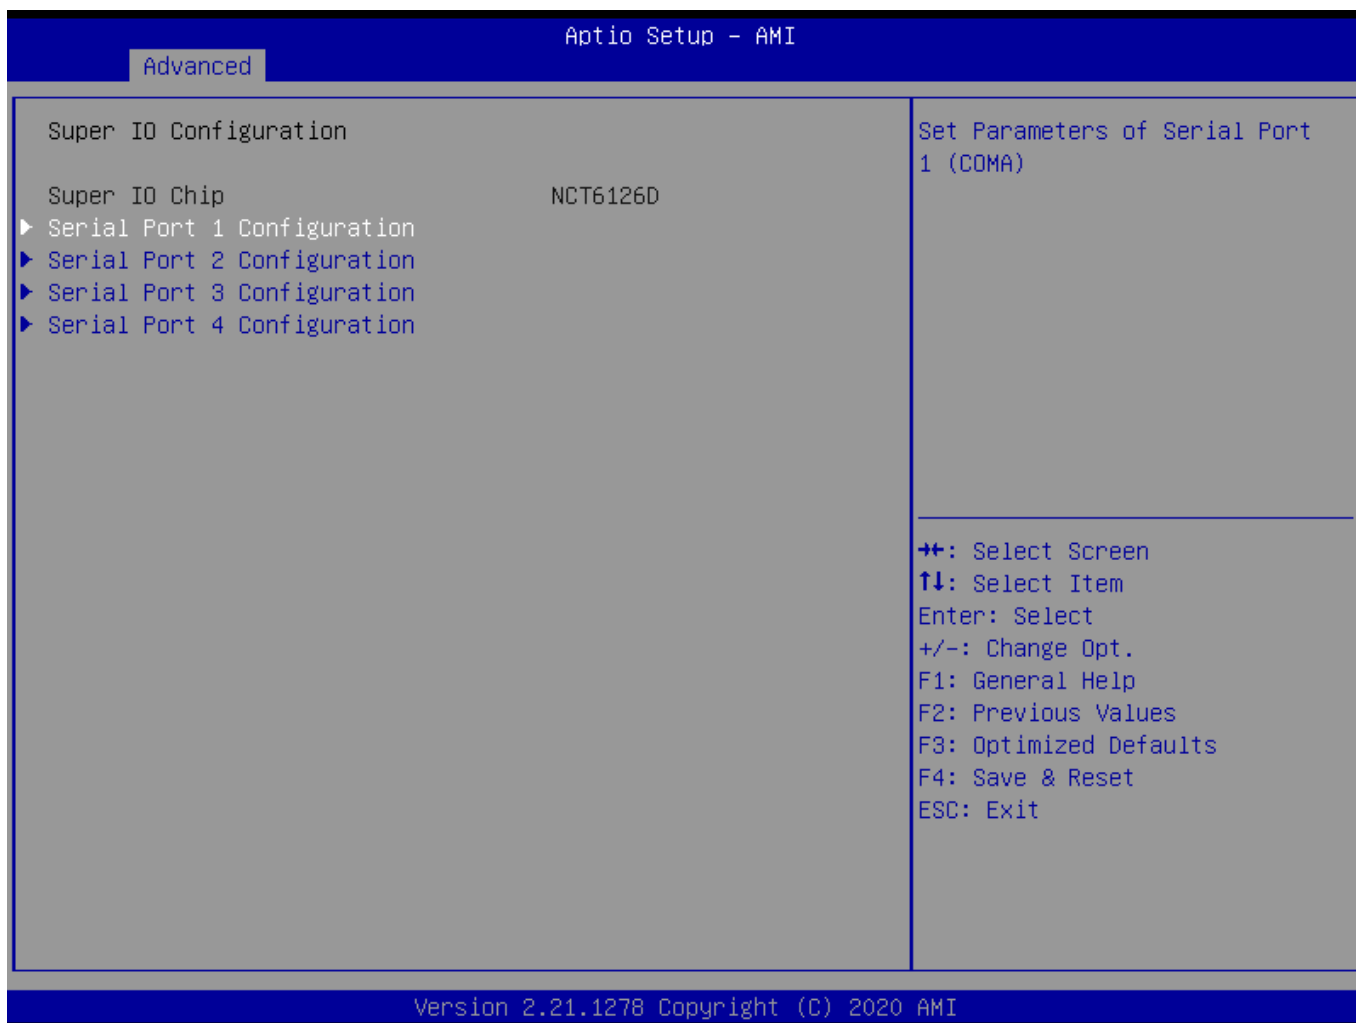 Aptio Setup – AMI
Advanced
Super IO Configuration
Super IO Chip NCT6126D
▶ Serial Port 1 Configuration
▶ Serial Port 2 Configuration
▶ Serial Port 3 Configuration
▶ Serial Port 4 Configuration
Set Parameters of Serial Port
1 (COMA)
→←: Select Screen
↑↓: Select Item
Enter: Select
+/-: Change Opt.
F1: General Help
F2: Previous Values
F3: Optimized Defaults
F4: Save & Reset
ESC: Exit
Version 2.21.1278 Copyright (C) 2020 AMI